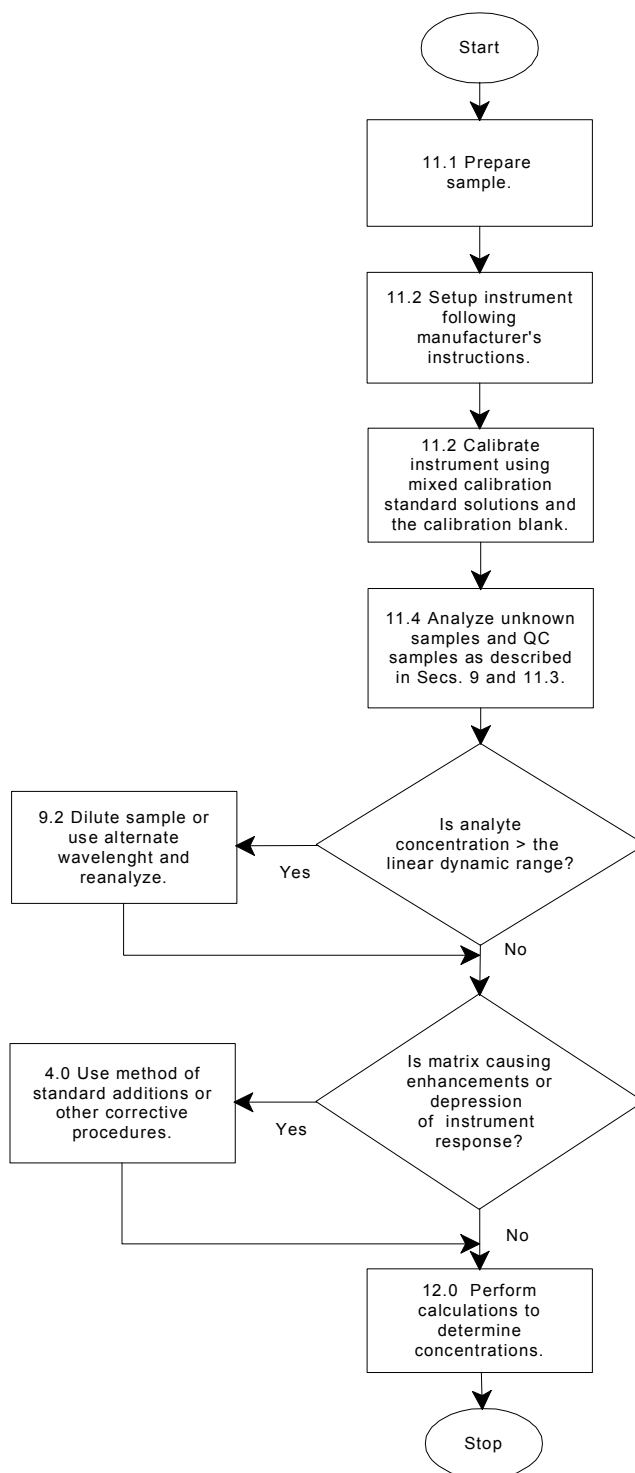 Start
11.1 Prepare
sample.
11.2 Setup instrument
following
manufacturer's
instructions.
11.2 Calibrate
instrument using
mixed calibration
standard solutions and
the calibration blank.
11.4 Analyze unknown
samples and QC
samples as described
in Secs. 9 and 11.3.
Is analyte
concentration > the
linear dynamic range?
Yes
9.2 Dilute sample or
use alternate
wavelenght and
reanalyze.
No
Is matrix causing
enhancements or
depression
of instrument
response?
Yes
4.0 Use method of
standard additions or
other corrective
procedures.
No
12.0 Perform
calculations to
determine
concentrations.
Stop